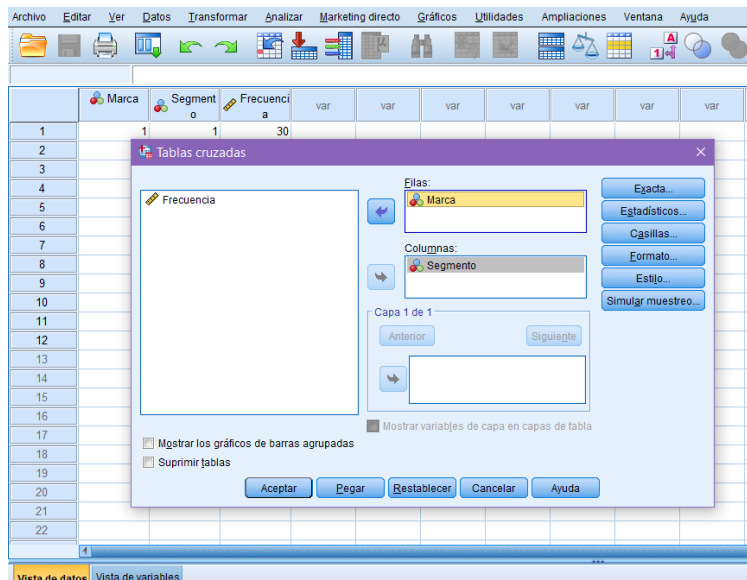 Archivo Editar Ver Datos Transformar Analizar Marketing directo Gráficos Utilidades Ampliaciones Ventana Ayuda
A
1
Marca Segmento Frecuencia var var var var var var var
1 1 1 30
2
3
4
5
6
7
8
9
10
11
12
13
14
15
16
17
18
19
20
21
22
Tablas cruzadas
Frecuencia
Filas:
Marca
Columnas:
Segmento
Capa 1 de 1
Anterior Siguiente
Mostrar variables de capa en capas de tabla
Exacta...
Estadísticos...
Casillas...
Formato...
Estilo...
Simular muestreo...
Mostrar los gráficos de barras agrupadas
Suprimir tablas
Aceptar Pegar Restablecer Cancelar Ayuda
Vista de datos Vista de variables